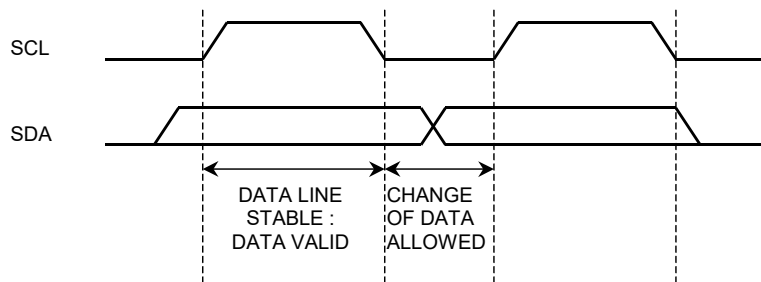 SCL
SDA
DATA LINE
STABLE :
DATA VALID
CHANGE
OF DATA
ALLOWED